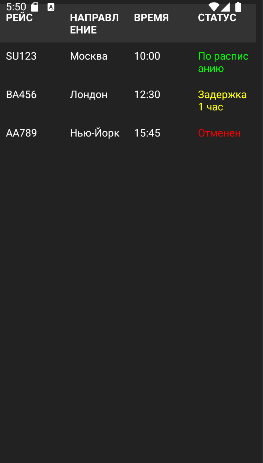 5:50
РЕЙС НАПРАВЛ ВРЕМЯ СТАТУС
ЕНИЕ
SU123 Москва 10:00 По распис
анию
BA456 Лондон 12:30 Задержка
1 час
AA789 Нью-Йорк 15:45 Отменен